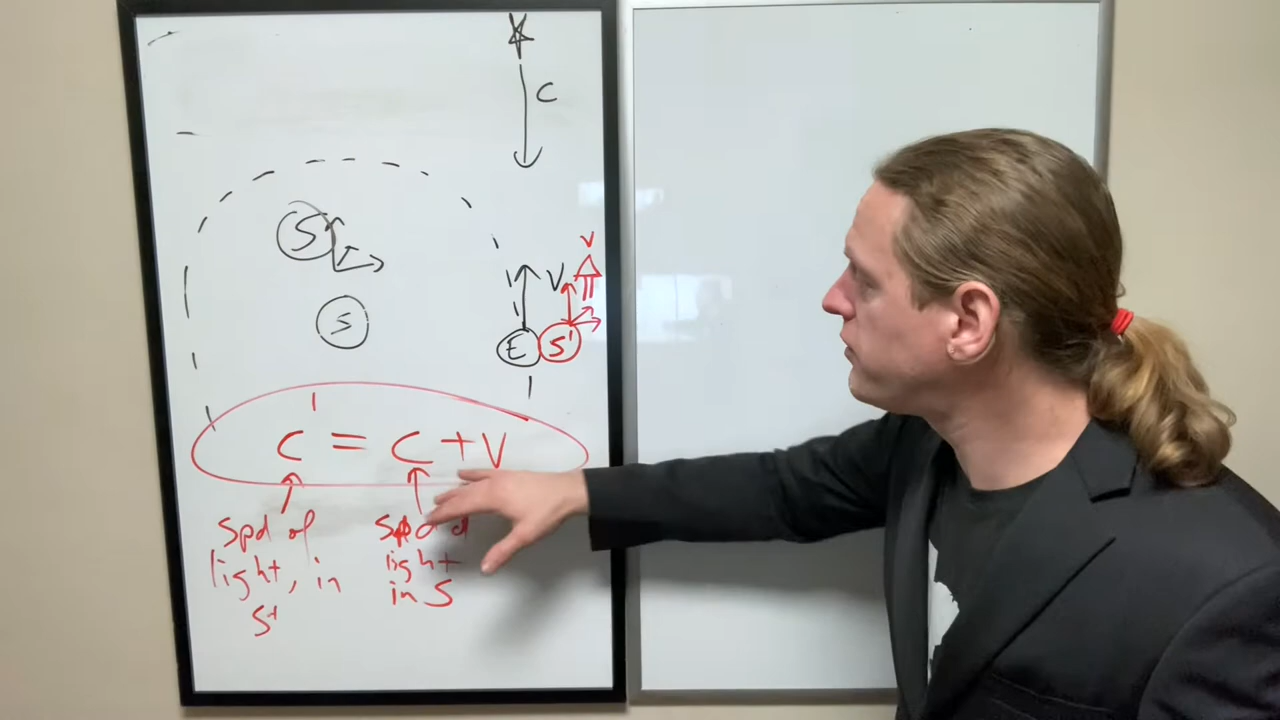 C
S
V
V
S
E
S'
C' = C + V
Spd of
light, in
S'
light
in S